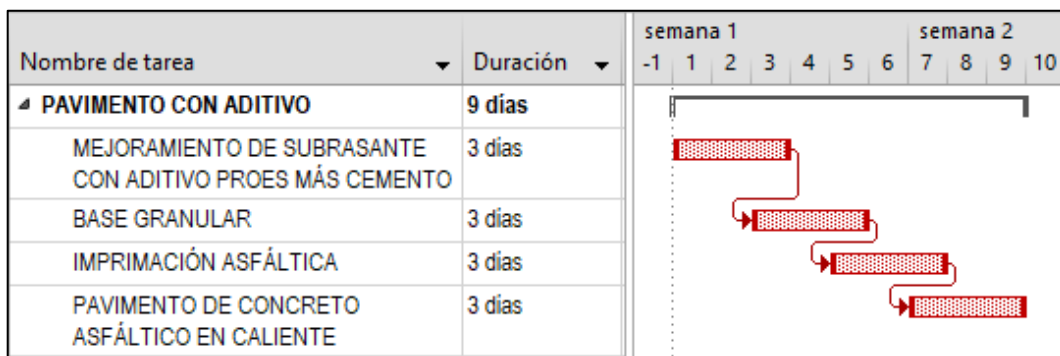 semana 1 semana 2
Nombre de tarea Duración -1 1 2 3 4 5 6 7 8 9 10
PAVIMENTO CON ADITIVO 9 días
MEJORAMIENTO DE SUBRASANTE 3 días
CON ADITIVO PROES MÁS CEMENTO
BASE GRANULAR 3 días
IMPRIMACIÓN ASFÁLTICA 3 días
PAVIMENTO DE CONCRETO 3 días
ASFÁLTICO EN CALIENTE